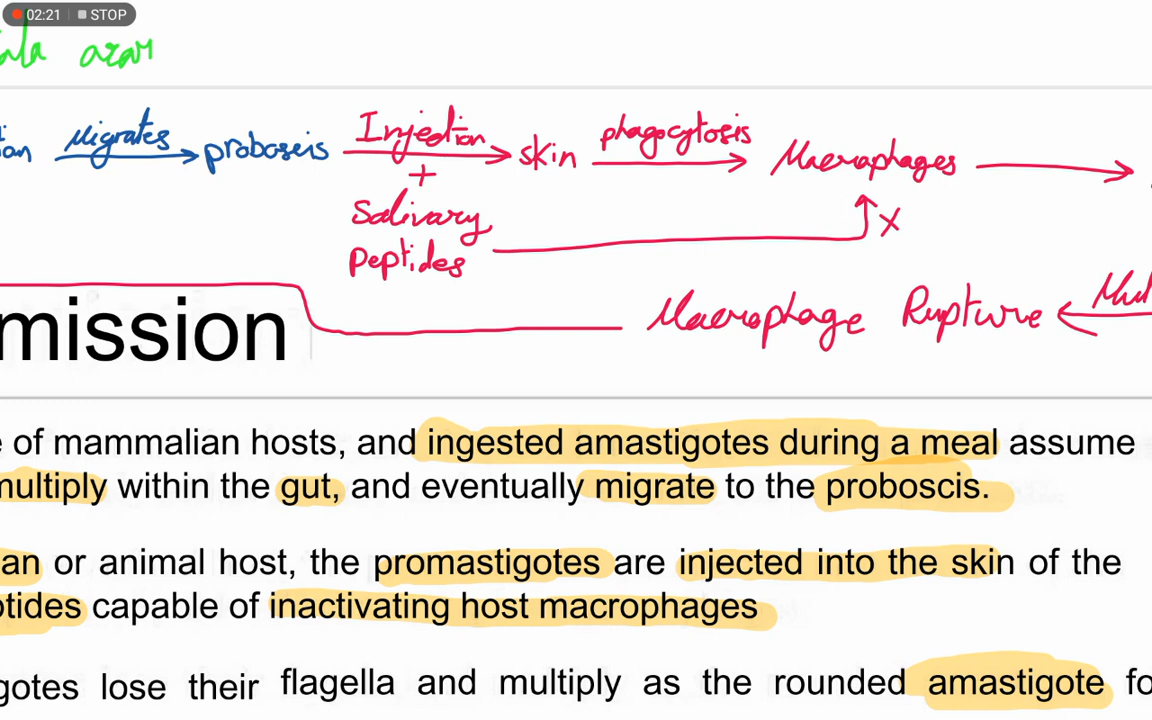 02:21 STOP
ala azar
Migrates proboscis Injection skin phagocytosis Macrophages
+
Salivary Peptides
X
mission
Macrophage Rupture
of mammalian hosts, and ingested amastigotes during a meal assume
multiply within the gut, and eventually migrate to the proboscis.
an or animal host, the promastigotes are injected into the skin of the
ptides capable of inactivating host macrophages
gotes lose their flagella and multiply as the rounded amastigote fo